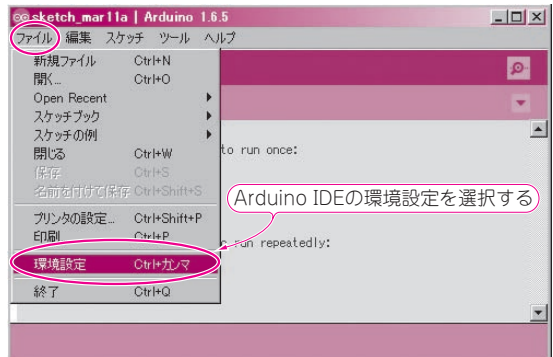 sketch_mar11a | Arduino 1.6.5
ファイル 編集 スケッチ ツール ヘルプ
新規ファイル Ctrl+N
開く... Ctrl+O
Open Recent
スケッチブック
スケッチの例
閉じる Ctrl+W
to run once:
保存 Ctrl+S
名前を付けて保存 Ctrl+Shift+S
Arduino IDEの環境設定を選択する
プリンタの設定... Ctrl+Shift+P
印刷 Ctrl+P
run repeatedly:
環境設定 Ctrl+カンマ
終了 Ctrl+Q